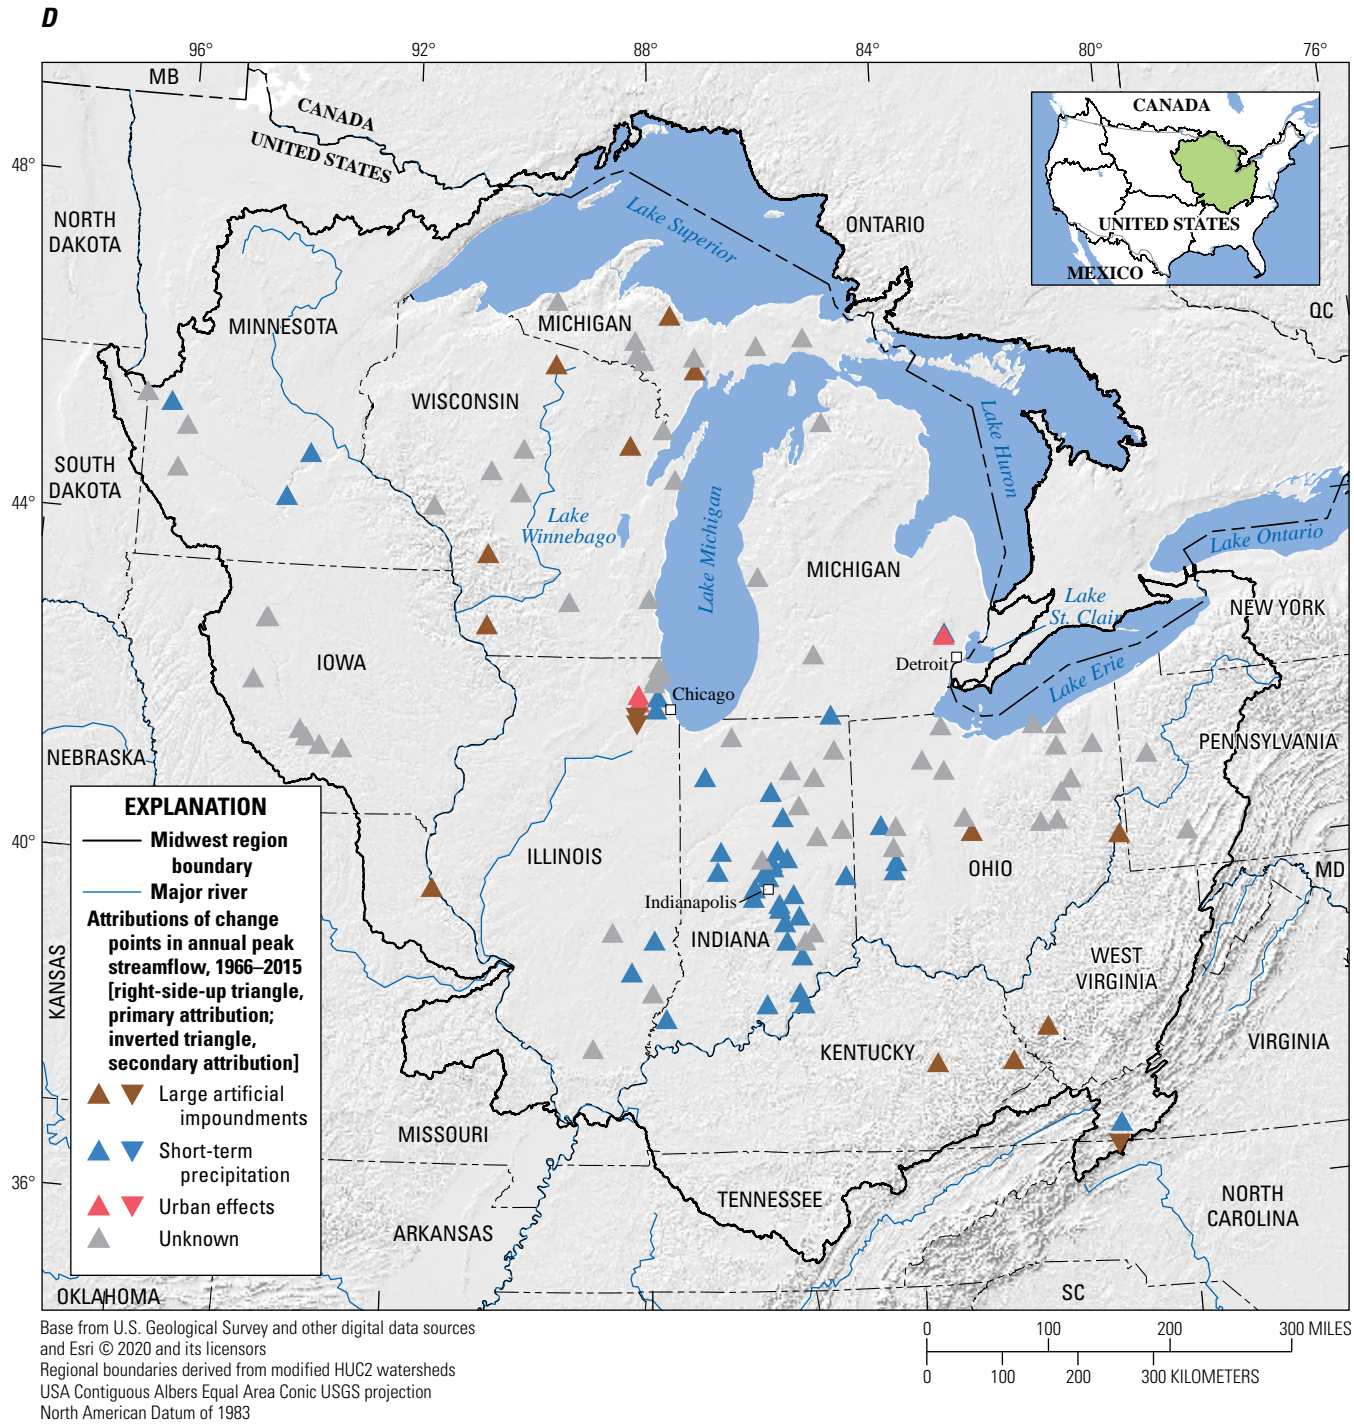 D
96°
92°
88°
84°
80°
76°
MB
CANADA
UNITED STATES
48°
NORTH
DAKOTA
MINNESOTA
Lake Superior
ONTARIO
CANADA
UNITED STATES
MEXICO
QC
MICHIGAN
WISCONSIN
Lake Huron
SOUTH
DAKOTA
44°
Lake
Winnebago
Lake Michigan
MICHIGAN
Lake Ontario
Lake
St. Clair
NEW YORK
IOWA
Detroit
Lake Erie
Chicago
NEBRASKA
PENNSYLVANIA
40°
ILLINOIS
OHIO
MD
Indianapolis
INDIANA
KANSAS
WEST
VIRGINIA
KENTUCKY
VIRGINIA
MISSOURI
36°
TENNESSEE
NORTH
CAROLINA
ARKANSAS
SC
OKLAHOMA
EXPLANATION
Midwest region
boundary
Major river
Attributions of change
points in annual peak
streamflow, 1966–2015
[right-side-up triangle,
primary attribution;
inverted triangle,
secondary attribution]
Large artificial
impoundments
Short-term
precipitation
Urban effects
Unknown
Base from U.S. Geological Survey and other digital data sources
and Esri © 2020 and its licensors
Regional boundaries derived from modified HUC2 watersheds
USA Contiguous Albers Equal Area Conic USGS projection
North American Datum of 1983
0 100 200 300 MILES
0 100 200 300 KILOMETERS